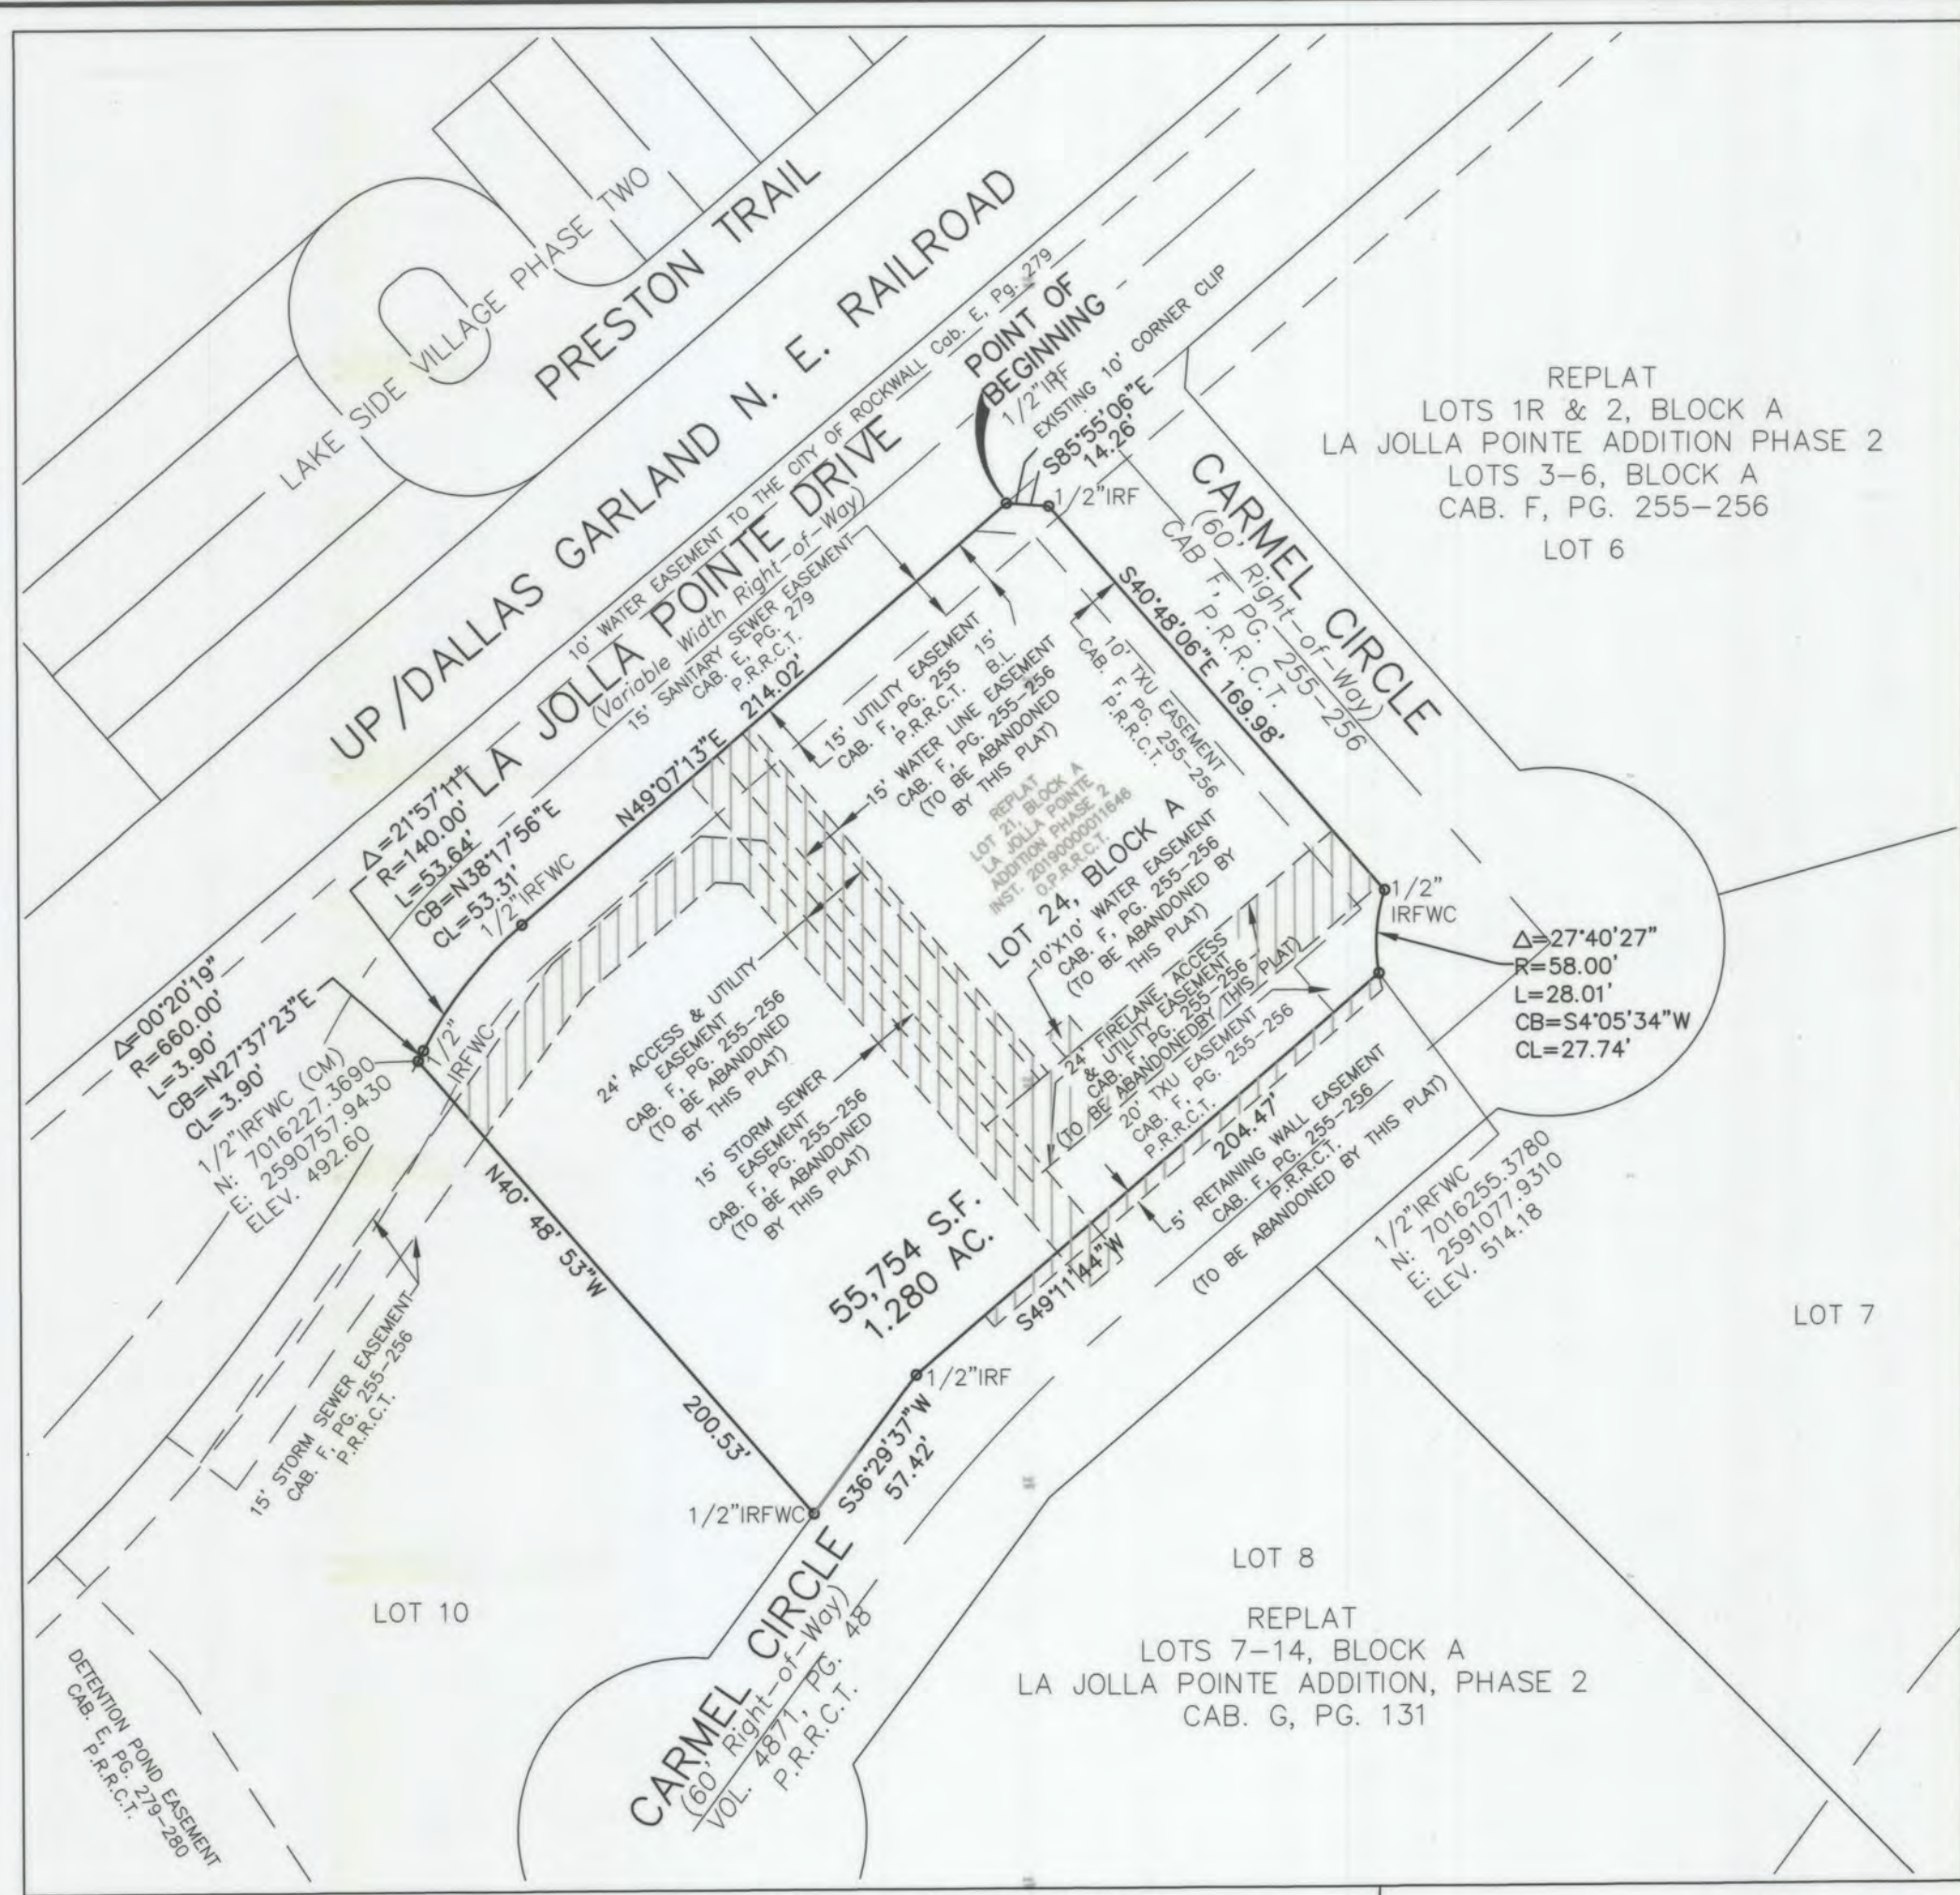 LAKE SIDE VILLAGE PHASE TWO
PRESTON TRAIL
UP/DALLAS GARLAND N. E. RAILROAD
10' WATER EASEMENT TO THE CITY OF ROCKWALL Cab. E, Pg. 279
LA JOLLA POINTE DRIVE
(Variable Width Right-of-Way)
15' SANITARY SEWER EASEMENT
CAB. E, PG. 279
P.R.R.C.T.
POINT OF
BEGINNING
1/2"IRF
EXISTING 10' CORNER CLIP
S85°55'06"E
14.26'
1/2"IRF
REPLAT
LOTS 1R & 2, BLOCK A
LA JOLLA POINTE ADDITION PHASE 2
LOTS 3-6, BLOCK A
CAB. F, PG. 255-256
LOT 6
CARMEL CIRCLE
(60' Right-of-Way)
CAB F, PG. 255-256
P.R.R.C.T.
S40°48'06"E 169.98'
10' TXU EASEMENT
CAB. F, PG. 255-256
P.R.R.C.T.
N49°07'13"E 214.02'
Δ=21°57'11"
R=140.00'
L=53.64'
CB=N38°17'56"E
CL=53.31'
1/2"IRFWC
15' UTILITY EASEMENT
CAB. F, PG. 255
P.R.R.C.T.
15'
B.L.
15' WATER LINE EASEMENT
CAB. F, PG. 255-256
(TO BE ABANDONED
BY THIS PLAT)
REPLAT
LOT 21, BLOCK A
LA JOLLA POINTE
ADDITION PHASE 2
INST. 20190000011646
O.P.R.R.C.T.
LOT 24, BLOCK A
10'X10' WATER EASEMENT
CAB. F, PG. 255-256
(TO BE ABANDONED BY
THIS PLAT)
24' FIRELANE, ACCESS
& UTILITY EASEMENT
CAB. F, PG. 255-256
(TO BE ABANDONEDBY THIS PLAT)
20' TXU EASEMENT
CAB. F, PG. 255-256
P.R.R.C.T.
1/2"
IRFWC
Δ=27°40'27"
R=58.00'
L=28.01'
CB=S4°05'34"W
CL=27.74'
Δ=00°20'19"
R=660.00'
L=3.90'
CB=N27°37'23"E
CL=3.90'
1/2"IRFWC (CM)
N: 7016227.3690
E: 2590757.9430
ELEV. 492.60
1/2"
IRFWC
24' ACCESS & UTILITY
EASEMENT
CAB. F, PG. 255-256
(TO BE ABANDONED
BY THIS PLAT)
15' STORM SEWER
EASEMENT
CAB. F, PG. 255-256
(TO BE ABANDONED
BY THIS PLAT)
55,754 S.F.
1.280 AC.
204.47'
S49°11'44"W
5' RETAINING WALL EASEMENT
CAB. F, PG. 255-256
P.R.R.C.T.
(TO BE ABANDONED BY THIS PLAT)
1/2"IRFWC
N: 7016255.3780
E: 2591077.9310
ELEV. 514.18
LOT 7
N40° 48' 53"W
200.53'
15' STORM SEWER EASEMENT
CAB. F, PG. 255-256
P.R.R.C.T.
1/2"IRF
S36°29'37"W
57.42'
1/2"IRFWC
LOT 10
CARMEL CIRCLE
(60' Right-of-Way)
VOL. 4871, PG. 48
P.R.R.C.T.
LOT 8
REPLAT
LOTS 7-14, BLOCK A
LA JOLLA POINTE ADDITION, PHASE 2
CAB. G, PG. 131
DETENTION POND EASEMENT
CAB. E, PG. 279-280
P.R.R.C.T.